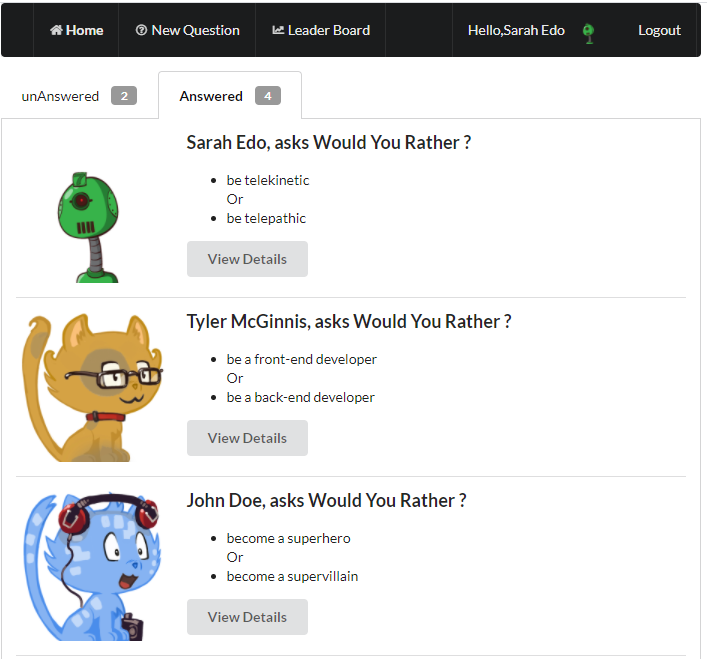 Home New Question Leader Board Hello,Sarah Edo Logout
unAnswered 2 Answered 4
Sarah Edo, asks Would You Rather ?
be telekinetic
Or
be telepathic
View Details
Tyler McGinnis, asks Would You Rather ?
be a front-end developer
Or
be a back-end developer
View Details
John Doe, asks Would You Rather ?
become a superhero
Or
become a supervillain
View Details